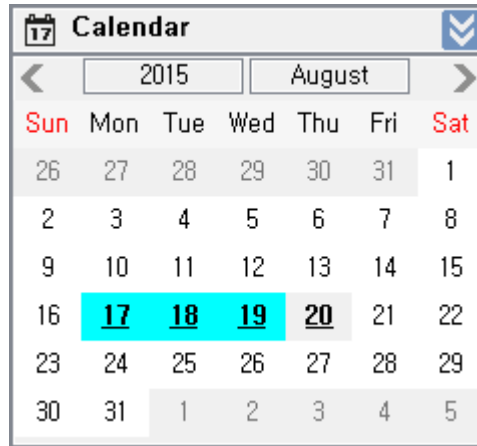 17 Calendar
2015 August
Sun Mon Tue Wed Thu Fri Sat
26 27 28 29 30 31 1
2 3 4 5 6 7 8
9 10 11 12 13 14 15
16 17 18 19 20 21 22
23 24 25 26 27 28 29
30 31 1 2 3 4 5